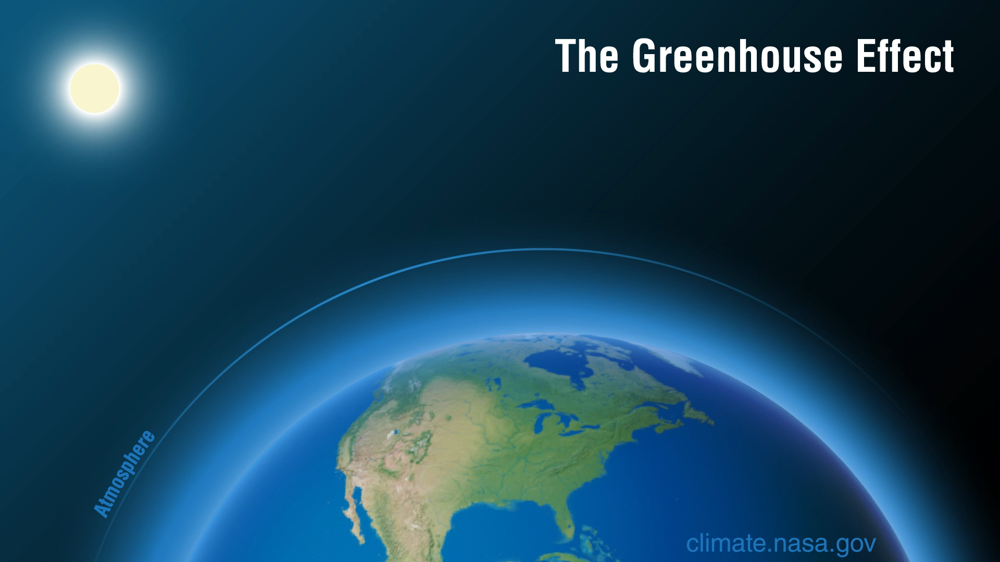 The Greenhouse Effect
Atmosphere
climate.nasa.gov